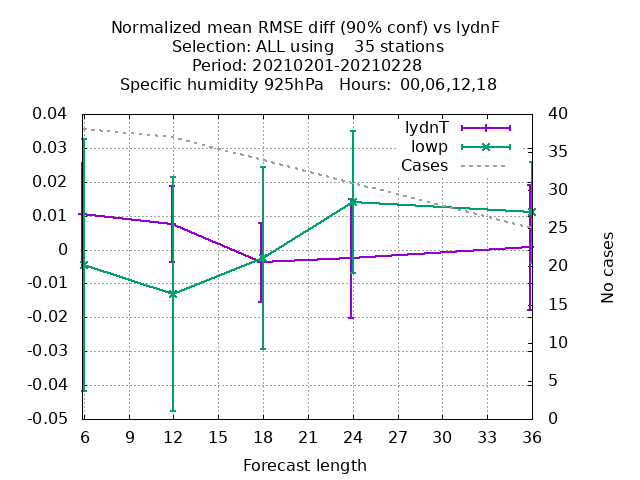 Normalized mean RMSE diff (90% conf) vs lydnF
Selection: ALL using    35 stations
Period: 20210201-20210228
Specific humidity 925hPa   Hours:  00,06,12,18
lydnT
lowp
Cases
0.04
0.03
0.02
0.01
0
-0.01
-0.02
-0.03
-0.04
-0.05
40
35
30
25
20
15
10
5
0
No cases
6 9 12 15 18 21 24 27 30 33 36
Forecast length